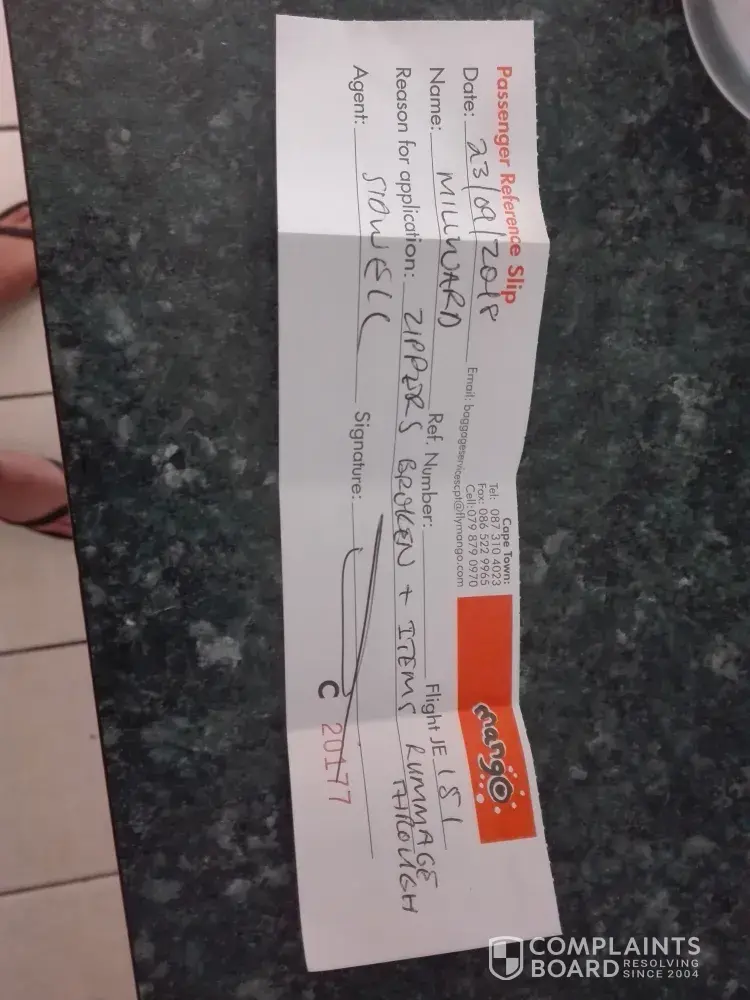 Passenger Reference Slip
Cape Town:
Tel: 087 310 4023
Fax: 086 522 9965
Cell: 079 879 0970
Email: baggageservicescpt@flymango.com
mango
Date: 23/09/2018
Name: MILLWARD Ref. Number: Flight JE 151
Reason for application: ZIPPERS BROKEN + ITEMS RUMMAGE
THROUGH
Agent: SIDWELL Signature:
C 20177
COMPLAINTS
BOARD RESOLVING
SINCE 2004